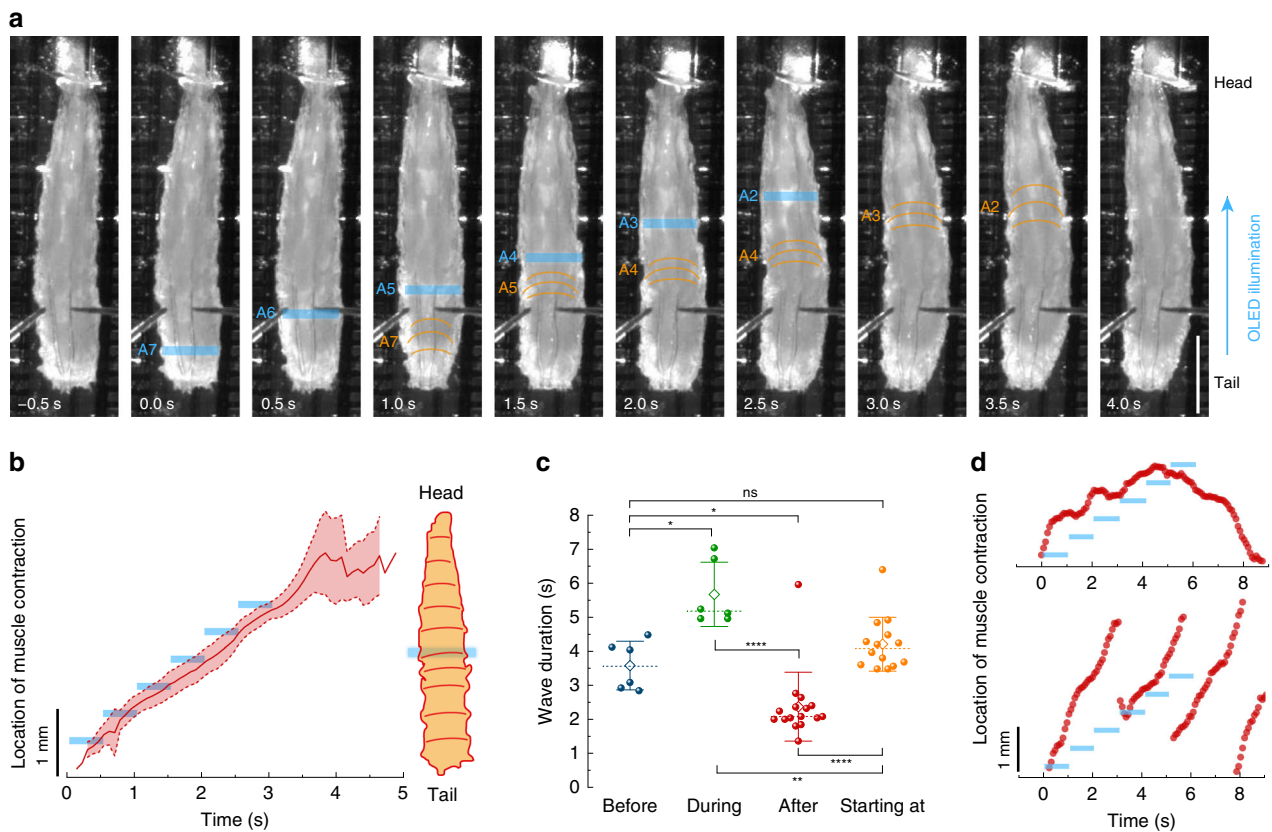 a
Head
A2
A2
A3
A3
A4
A4
A4
A5
A5
A6
A7
A7
OLED illumination
Tail
−0.5 s
0.0 s
0.5 s
1.0 s
1.5 s
2.0 s
2.5 s
3.0 s
3.5 s
4.0 s
b
Location of muscle contraction
1 mm
0
1
2
3
4
5
Time (s)
Head
Tail
c
Wave duration (s)
8
7
6
5
4
3
2
1
0
ns
*
*
****
****
**
Before
During
After
Starting at
d
Location of muscle contraction
0
2
4
6
8
1 mm
0
2
4
6
8
Time (s)